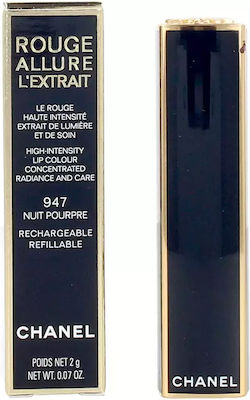 ROUGE
ALLURE
L'EXTRAIT
LE ROUGE
HAUTE INTENSITÉ
EXTRAIT DE LUMIÈRE
ET DE SOIN
HIGH-INTENSITY
LIP COLOUR
CONCENTRATED
RADIANCE AND CARE
947
NUIT POURPRE
RECHARGEABLE
REFILLABLE
CHANEL
POIDS NET 2 g
NET WT. 0.07 OZ.
CHANEL